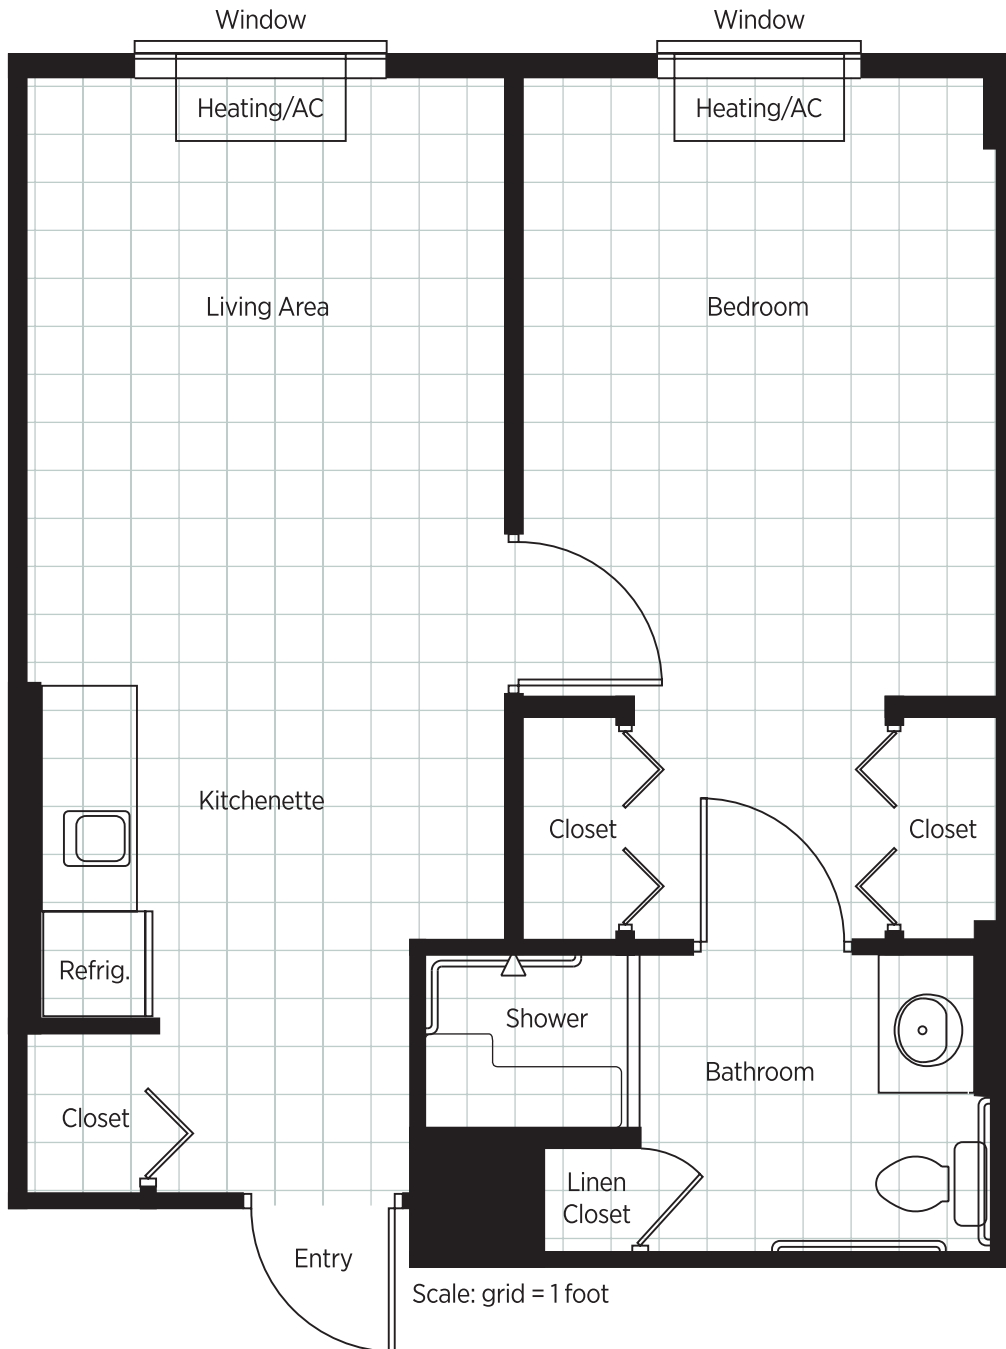 Window
Window
Heating/AC
Heating/AC
Living Area
Bedroom
Kitchenette
Closet
Closet
Refrig.
Shower
Bathroom
Closet
Linen
Closet
Entry
Scale: grid = 1 foot